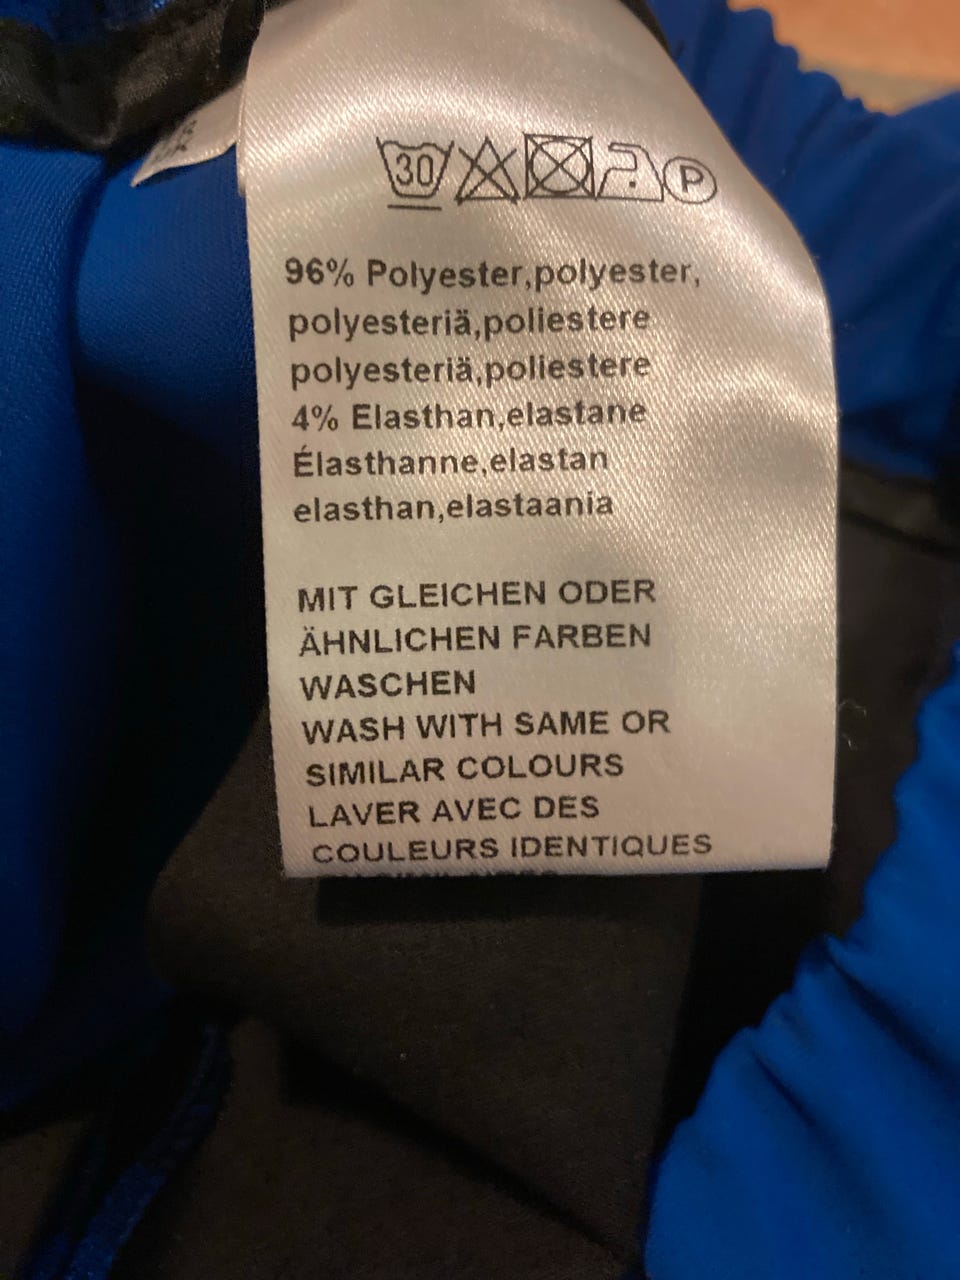 30 P
96% Polyester,polyester,
polyesteriä,poliestere
polyesteriä,poliestere
4% Elasthan,elastane
Élasthanne,elastan
elasthan,elastaania
MIT GLEICHEN ODER
ÄHNLICHEN FARBEN
WASCHEN
WASH WITH SAME OR
SIMILAR COLOURS
LAVER AVEC DES
COULEURS IDENTIQUES